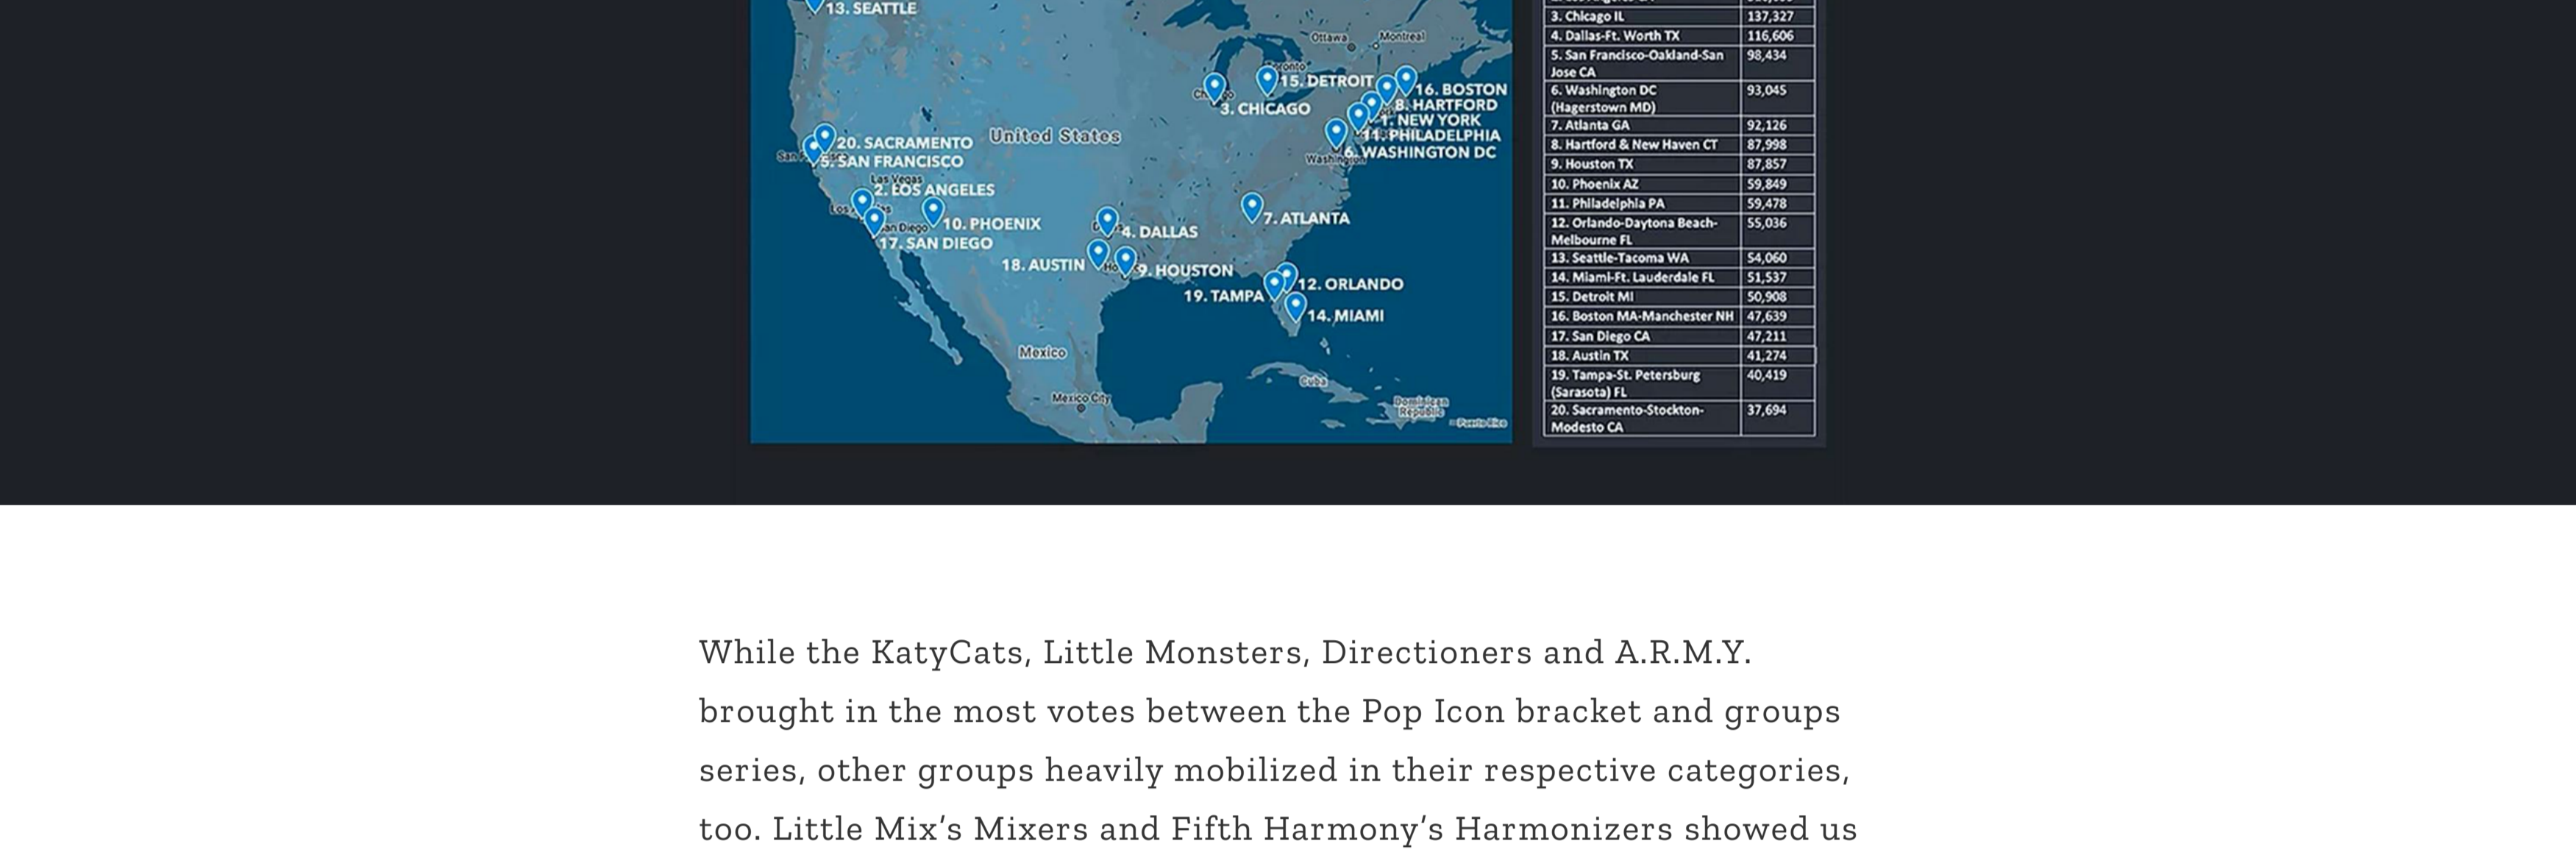 13. SEATTLE
Ottawa
Montreal
Toronto
15. DETROIT
16. BOSTON
3. CHICAGO
8. HARTFORD
1. NEW YORK
11. PHILADELPHIA
6. WASHINGTON DC
20. SACRAMENTO
United States
5. SAN FRANCISCO
Las Vegas
2. LOS ANGELES
10. PHOENIX
San Diego
17. SAN DIEGO
4. DALLAS
7. ATLANTA
18. AUSTIN
9. HOUSTON
12. ORLANDO
19. TAMPA
14. MIAMI
Mexico
Cuba
Mexico City
Dominican
Republic
Puerto Rico
3. Chicago IL 137,327
4. Dallas-Ft. Worth TX 116,606
5. San Francisco-Oakland-San 98,434
Jose CA
6. Washington DC 93,045
(Hagerstown MD)
7. Atlanta GA 92,126
8. Hartford & New Haven CT 87,998
9. Houston TX 87,857
10. Phoenix AZ 59,849
11. Philadelphia PA 59,478
12. Orlando-Daytona Beach- 55,036
Melbourne FL
13. Seattle-Tacoma WA 54,060
14. Miami-Ft. Lauderdale FL 51,537
15. Detroit MI 50,908
16. Boston MA-Manchester NH 47,639
17. San Diego CA 47,211
18. Austin TX 41,274
19. Tampa-St. Petersburg 40,419
(Sarasota) FL
20. Sacramento-Stockton- 37,694
Modesto CA
While the KatyCats, Little Monsters, Directioners and A.R.M.Y.
brought in the most votes between the Pop Icon bracket and groups
series, other groups heavily mobilized in their respective categories,
too. Little Mix’s Mixers and Fifth Harmony’s Harmonizers showed us